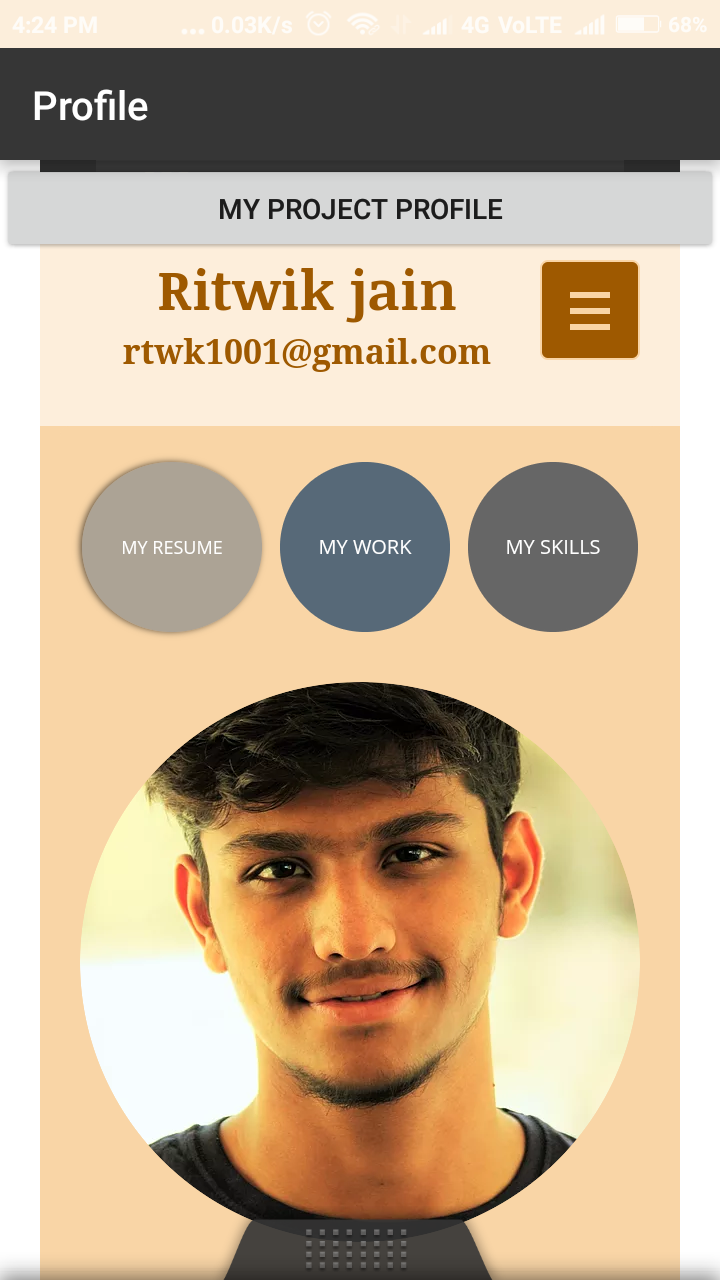 4:24 PM ... 0.03K/s 4G VoLTE 68%
Profile
MY PROJECT PROFILE
Ritwik jain
rtwk1001@gmail.com
MY RESUME MY WORK MY SKILLS